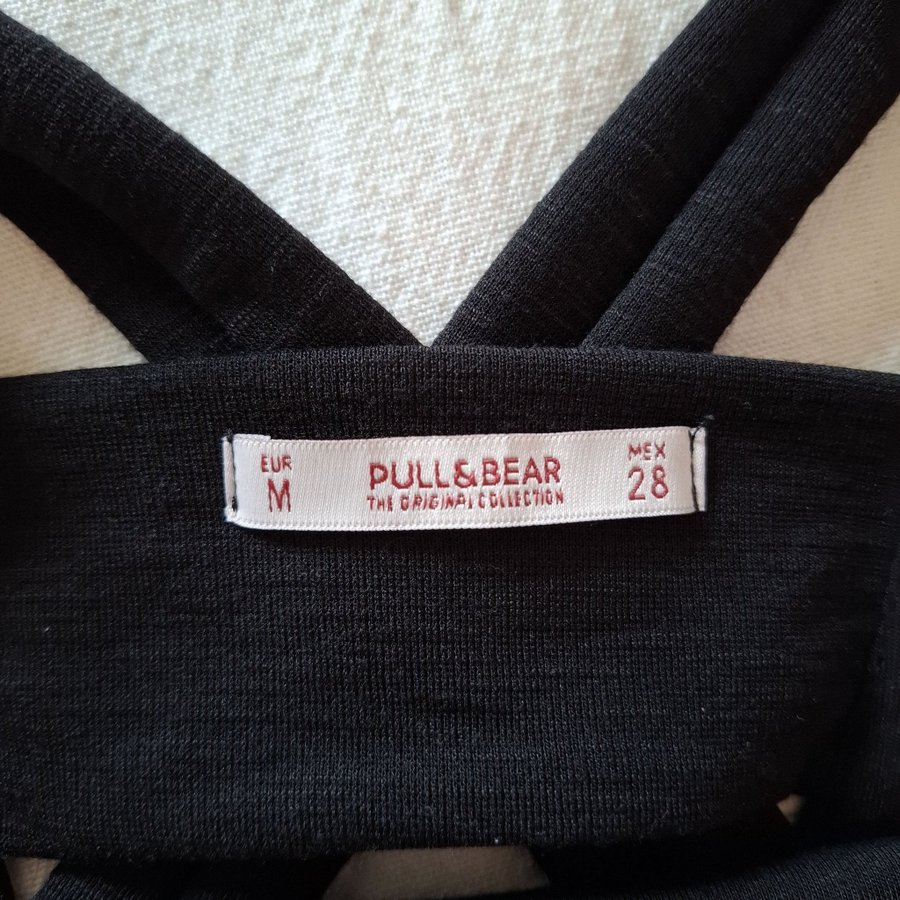 EUR
M
PULL&BEAR
THE ORIGINAL COLLECTION
MEX
28